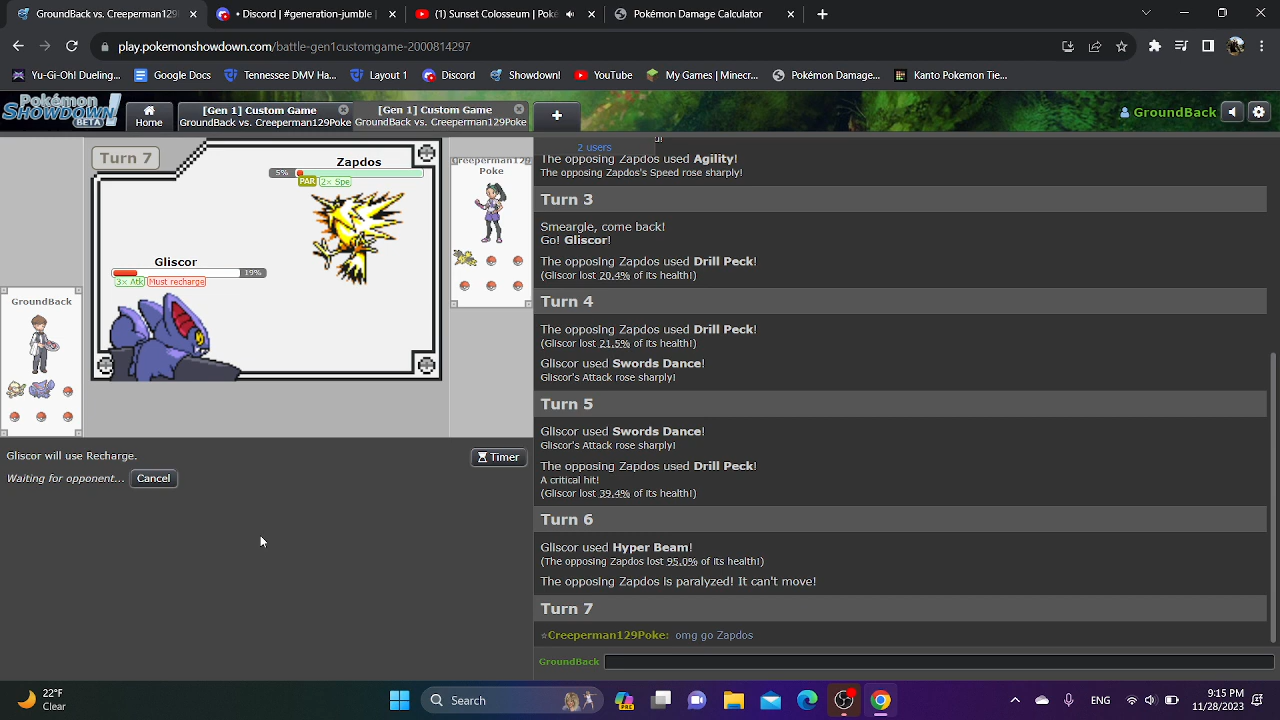 GroundBack vs. Creeperman129
• Discord | #generation-jumble |
(1) Sunset Colosseum | Poké
Pokémon Damage Calculator
play.pokemonshowdown.com/battle-gen1customgame-2000814297
Yu-Gi-Oh! Dueling...
Google Docs
Tennessee DMV Ha...
Layout 1
Discord
Showdown!
YouTube
My Games | Minecr...
Pokémon Damage...
Kanto Pokemon Tie...
Pokémon
Showdown!
BETA
Home
[Gen 1] Custom Game
GroundBack vs. Creeperman129Poke
[Gen 1] Custom Game
GroundBack vs. Creeperman129Poke
GroundBack
Turn 7
Zapdos
5%
PAR 2× Spe
Gliscor
19%
3× Atk Must recharge
Creeperman129
Poke
GroundBack
Gliscor will use Recharge.
Timer
Waiting for opponent... Cancel
2 users
The opposing Zapdos used Agility!
The opposing Zapdos's Speed rose sharply!
Turn 3
Smeargle, come back!
Go! Gliscor!
The opposing Zapdos used Drill Peck!
(Gliscor lost 20.4% of its health!)
Turn 4
The opposing Zapdos used Drill Peck!
(Gliscor lost 21.5% of its health!)
Gliscor used Swords Dance!
Gliscor's Attack rose sharply!
Turn 5
Gliscor used Swords Dance!
Gliscor's Attack rose sharply!
The opposing Zapdos used Drill Peck!
A critical hit!
(Gliscor lost 39.4% of its health!)
Turn 6
Gliscor used Hyper Beam!
(The opposing Zapdos lost 95.0% of its health!)
The opposing Zapdos is paralyzed! It can't move!
Turn 7
☆Creeperman129Poke: omg go Zapdos
GroundBack
22°F
Clear
Search
ENG
9:15 PM
11/28/2023